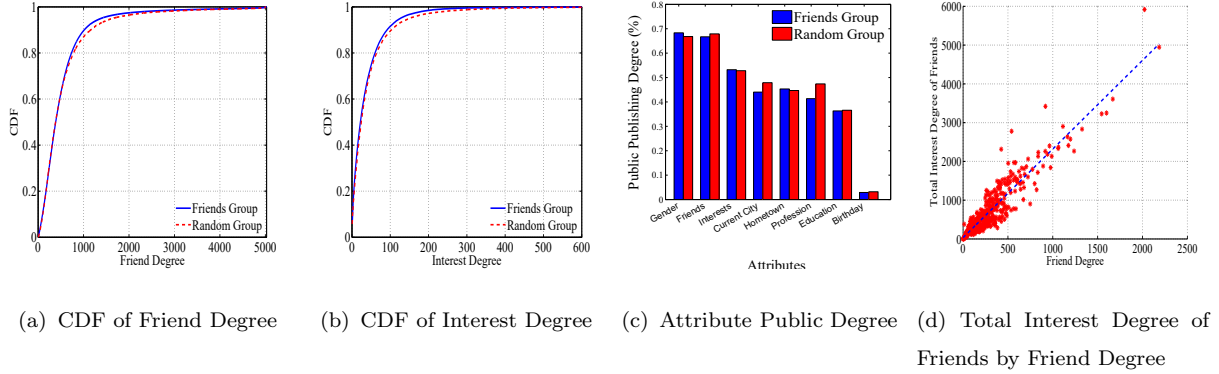 1
0.8
0.6
0.4
0.2
0
CDF
0
1000
2000
3000
4000
5000
Friend Degree
Friends Group
Random Group
1
0.8
0.6
0.4
0.2
0
CDF
0
100
200
300
400
500
600
Interest Degree
Friends Group
Random Group
Public Publishing Degree (%)
0.8
0.7
0.6
0.5
0.4
0.3
0.2
0.1
0
Friends Group
Random Group
Gender
Friends
Interests
Current City
Hometown
Profession
Education
Birthday
Attributes
Total Interest Degree of Friends
6000
5000
4000
3000
2000
1000
0
0
500
1000
1500
2000
2500
Friend Degree
(a) CDF of Friend Degree
(b) CDF of Interest Degree
(c) Attribute Public Degree
(d) Total Interest Degree of
Friends by Friend Degree